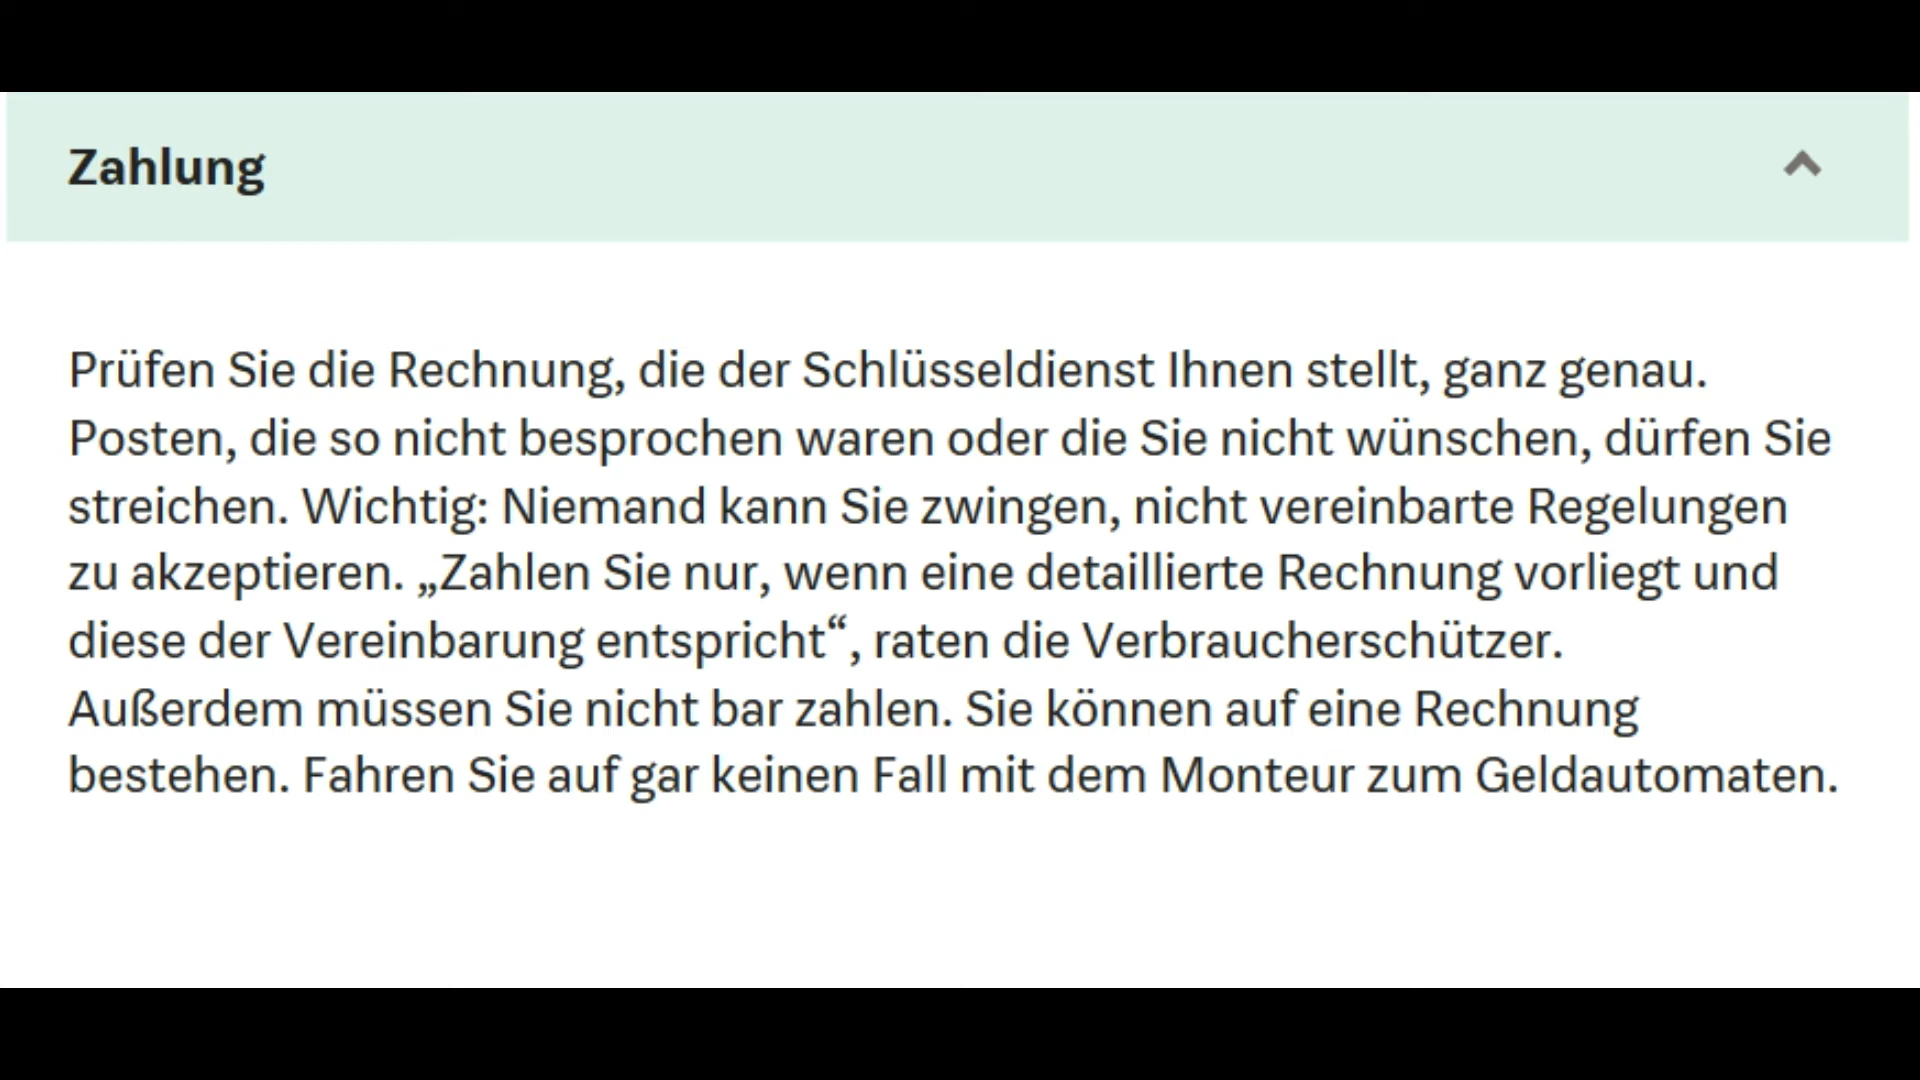 Zahlung
Prüfen Sie die Rechnung, die der Schlüsseldienst Ihnen stellt, ganz genau.
Posten, die so nicht besprochen waren oder die Sie nicht wünschen, dürfen Sie
streichen. Wichtig: Niemand kann Sie zwingen, nicht vereinbarte Regelungen
zu akzeptieren. „Zahlen Sie nur, wenn eine detaillierte Rechnung vorliegt und
diese der Vereinbarung entspricht“, raten die Verbraucherschützer.
Außerdem müssen Sie nicht bar zahlen. Sie können auf eine Rechnung
bestehen. Fahren Sie auf gar keinen Fall mit dem Monteur zum Geldautomaten.